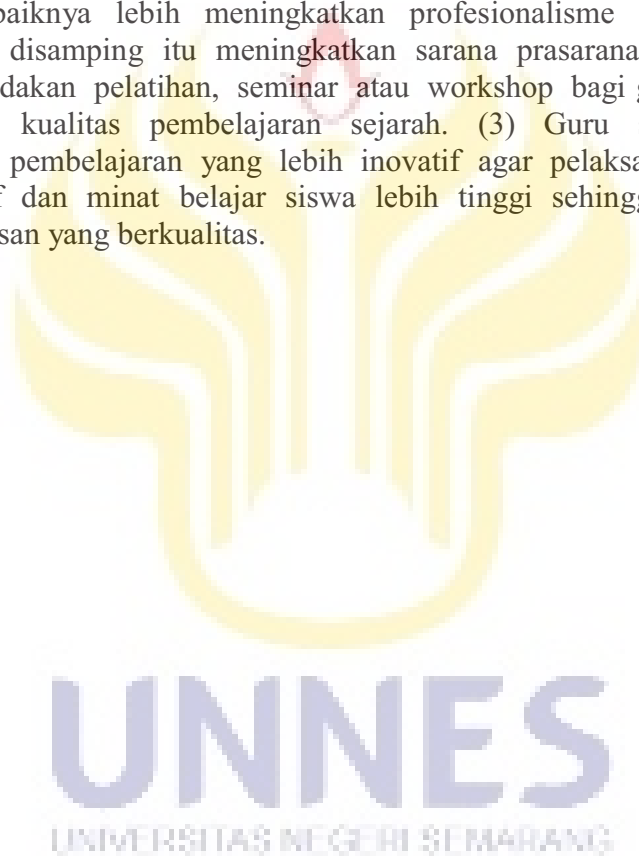 paiknya lebih meningkatkan profesionalisme
disamping itu meningkatkan sarana prasarana
dakan pelatihan, seminar atau workshop bagi
kualitas pembelajaran sejarah. (3) Guru
pembelajaran yang lebih inovatif agar pelaksa
dan minat belajar siswa lebih tinggi sehingg
san yang berkualitas.
UNNES
UNIVERSITAS NEGERI SEMARANG